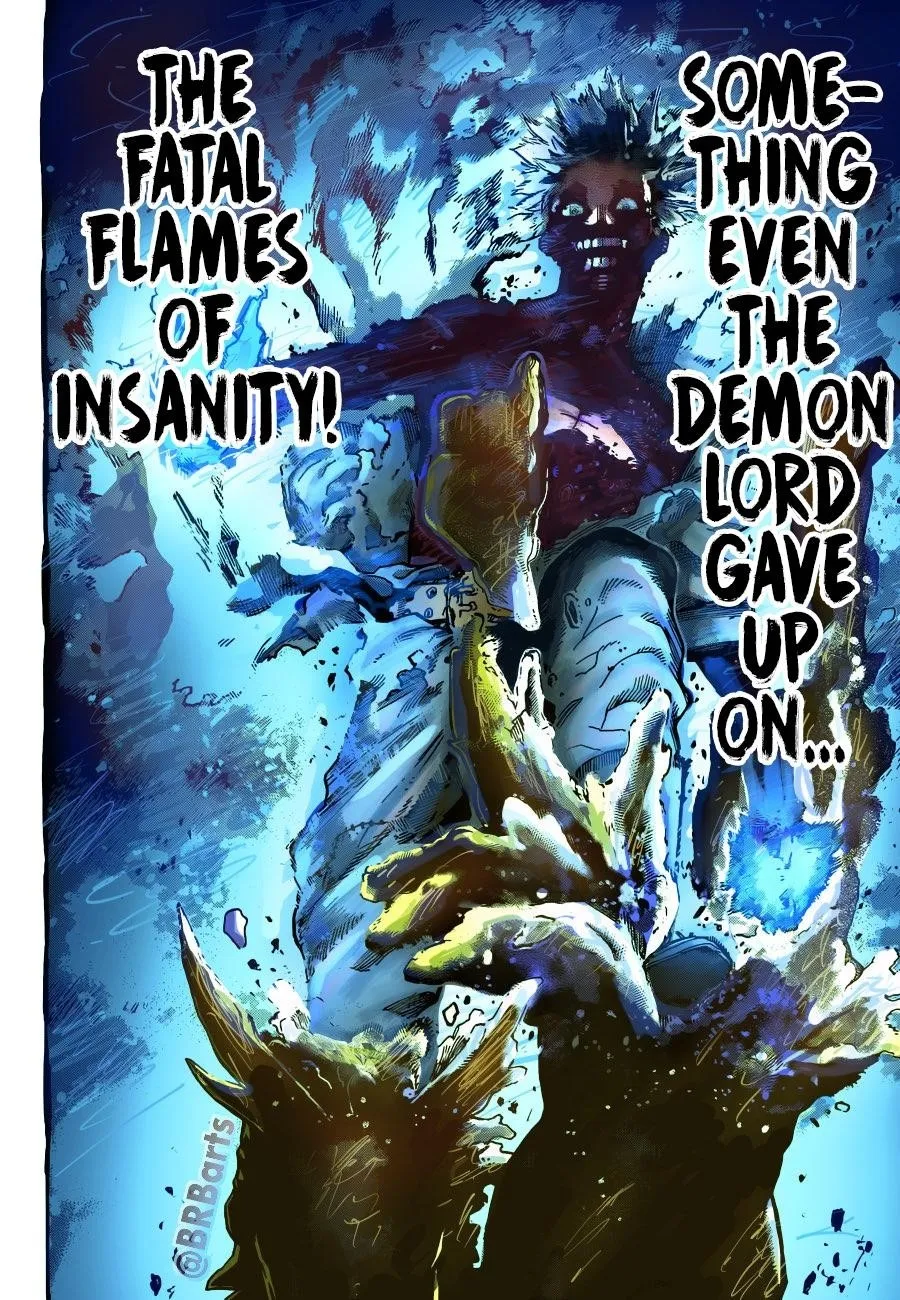 SOME-
THING
EVEN
THE
DEMON
LORD
GAVE
UP
ON...
THE
FATAL
FLAMES
OF
INSANITY!
@BRBarts